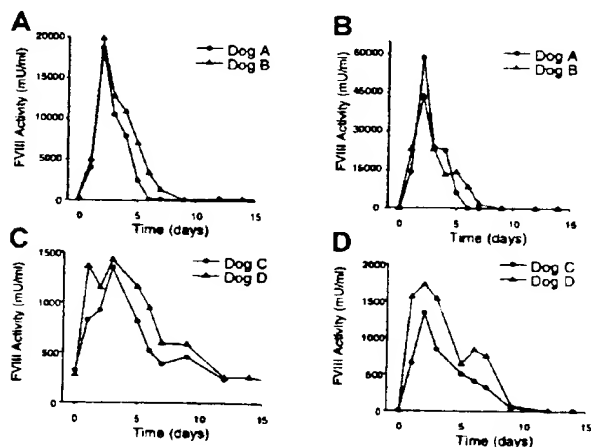 A
FVIII Activity (mU/ml)
20000
15000
10000
5000
0
Dog A
Dog B
0 5 10 15
Time (days)
B
FVIII Activity (mU/ml)
60000
45000
30000
15000
0
Dog A
Dog B
0 5 10 15
Time (days)
C
FVIII Activity (mU/ml)
1500
1000
500
0
Dog C
Dog D
0 5 10 15
Time (days)
D
FVIII Activity (mU/ml)
2000
1500
1000
500
0
Dog C
Dog D
0 5 10 15
Time (days)